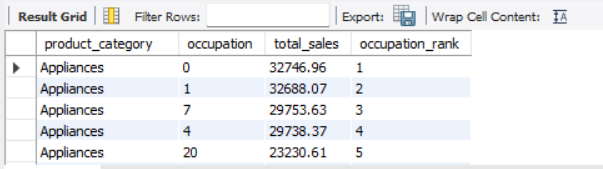 Result Grid Filter Rows: Export: Wrap Cell Content: IA
product_category occupation total_sales occupation_rank
Appliances 0 32746.96 1
Appliances 1 32688.07 2
Appliances 7 29753.63 3
Appliances 4 29738.37 4
Appliances 20 23230.61 5